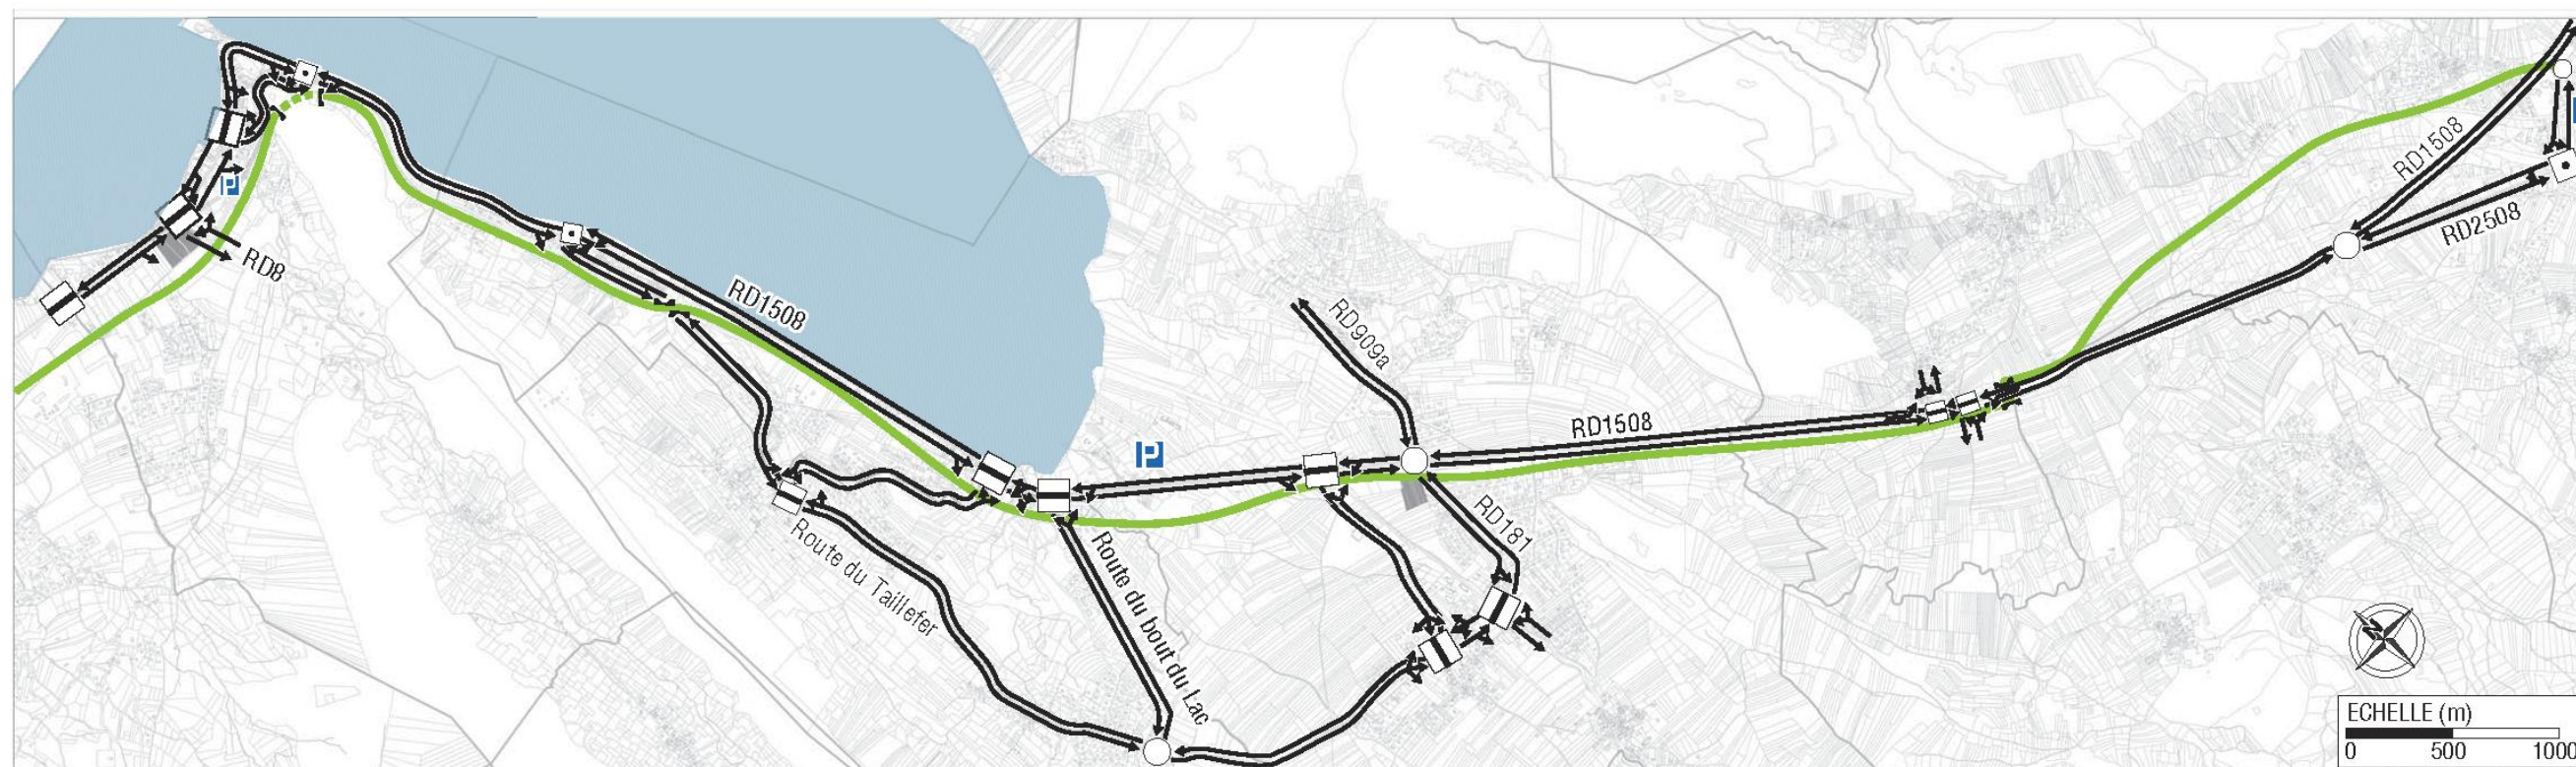 P
RD8
RD1508
Route du Taillefer
Route du bout du Lac
P
RD909a
RD181
RD1508
RD1508
RD2508
N
ECHELLE (m)
0 500 1000